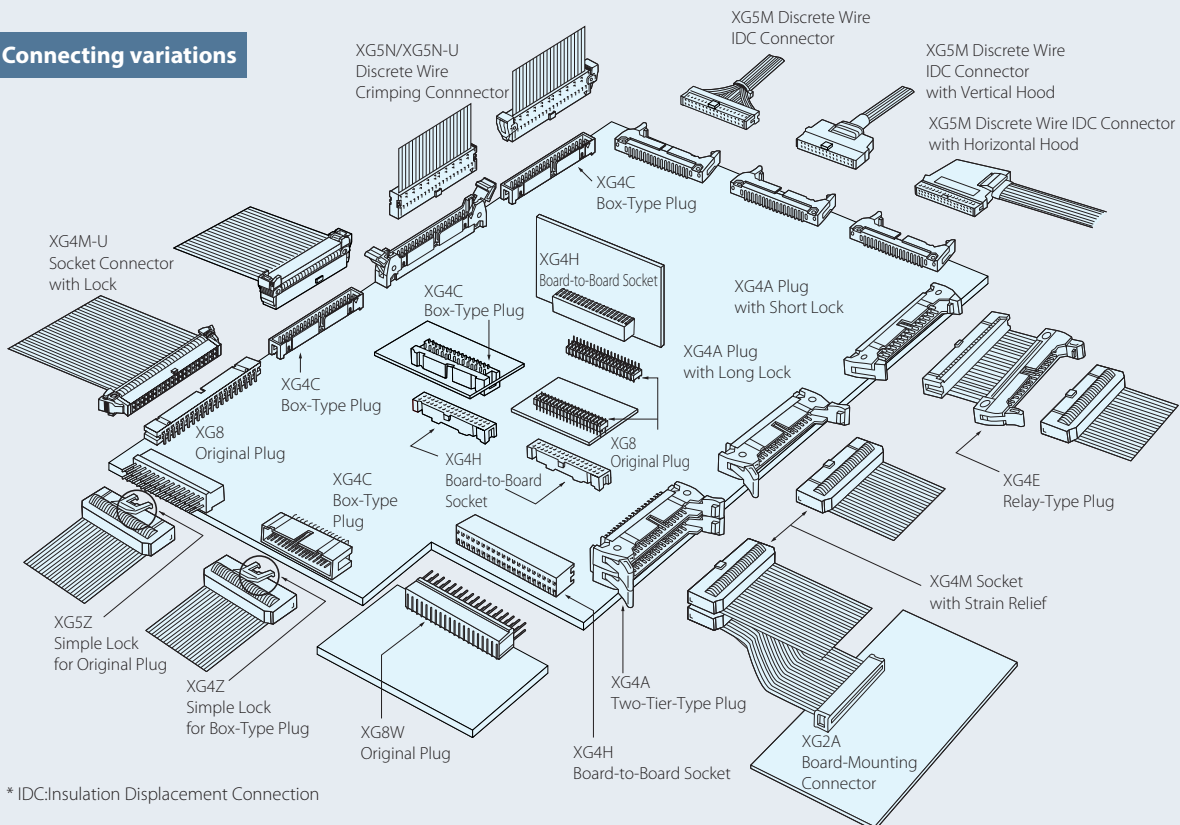 Connecting variations
XG5N/XG5N-U
Discrete Wire
Crimping Connnector
XG5M Discrete Wire
IDC Connector
XG5M Discrete Wire
IDC Connector
with Vertical Hood
XG5M Discrete Wire IDC Connector
with Horizontal Hood
XG4C
Box-Type Plug
XG4M-U
Socket Connector
with Lock
XG4H
Board-to-Board Socket
XG4C
Box-Type Plug
XG4A Plug
with Short Lock
XG4A Plug
with Long Lock
XG4C
Box-Type Plug
XG8
Original Plug
XG8
Original Plug
XG4H
Board-to-Board
Socket
XG4C
Box-Type
Plug
XG4E
Relay-Type Plug
XG4M Socket
with Strain Relief
XG5Z
Simple Lock
for Original Plug
XG4Z
Simple Lock
for Box-Type Plug
XG8W
Original Plug
XG4A
Two-Tier-Type Plug
XG4H
Board-to-Board Socket
XG2A
Board-Mounting
Connector
* IDC:Insulation Displacement Connection